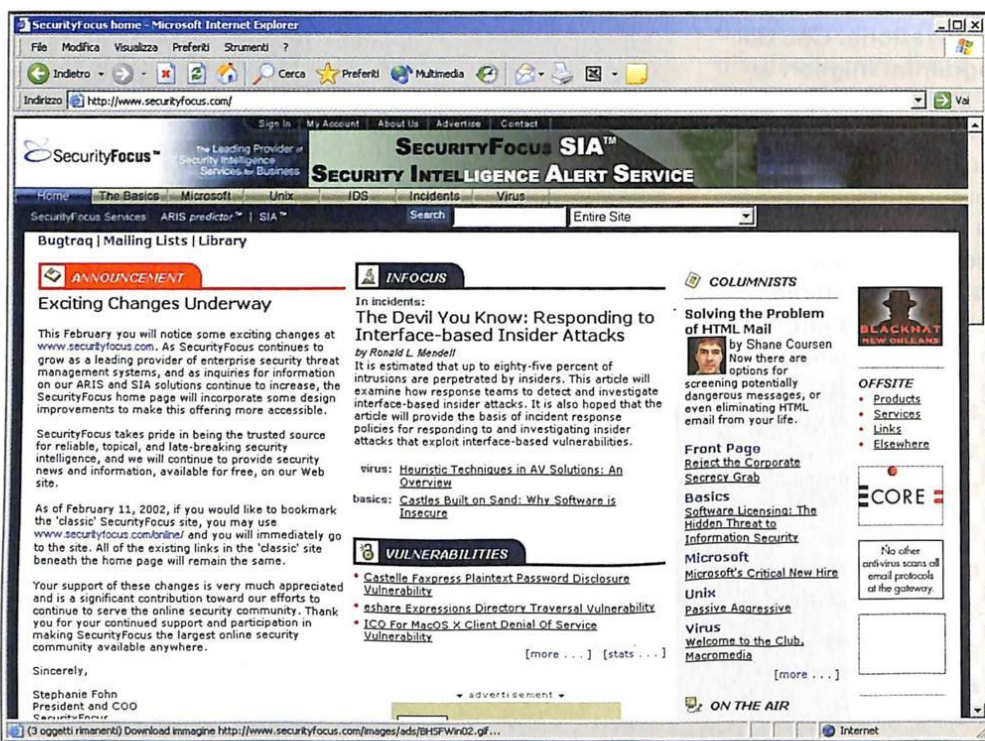 SecurityFocus home - Microsoft Internet Explorer
File Modifica Visualizza Preferiti Strumenti ?
Indietro Cerca Preferiti Multimedia
Indirizzo http://www.securityfocus.com/ Vai
Sign In My Account About Us Advertise Contact
SecurityFocus™
The Leading Provider of
Security Intelligence
Services for Business
SECURITYFOCUS SIA™
SECURITY INTELLIGENCE ALERT SERVICE
Home The Basics Microsoft Unix IDS Incidents Virus
SecurityFocus Services ARIS predictor™ | SIA™ Search Entire Site
Bugtraq | Mailing Lists | Library
ANNOUNCEMENT
Exciting Changes Underway
This February you will notice some exciting changes at
www.securityfocus.com. As SecurityFocus continues to
grow as a leading provider of enterprise security threat
management systems, and as inquiries for information
on our ARIS and SIA solutions continue to increase, the
SecurityFocus home page will incorporate some design
improvements to make this offering more accessible.
SecurityFocus takes pride in being the trusted source
for reliable, topical, and late-breaking security
intelligence, and we will continue to provide security
news and information, available for free, on our Web
site.
As of February 11, 2002, if you would like to bookmark
the 'classic' SecurityFocus site, you may use
www.securityfocus.com/online/ and you will immediately go
to the site. All of the existing links in the 'classic' site
beneath the home page will remain the same.
Your support of these changes is very much appreciated
and is a significant contribution toward our efforts to
continue to serve the online security community. Thank
you for your continued support and participation in
making SecurityFocus the largest online security
community available anywhere.
Sincerely,
Stephanie Fohn
President and COO
SecurityFocus
INFOCUS
In incidents:
The Devil You Know: Responding to
Interface-based Insider Attacks
by Ronald L. Mendell
It is estimated that up to eighty-five percent of
intrusions are perpetrated by insiders. This article will
examine how response teams to detect and investigate
interface-based insider attacks. It is also hoped that the
article will provide the basis of incident response
policies for responding to and investigating insider
attacks that exploit interface-based vulnerabilities.
virus: Heuristic Techniques in AV Solutions: An
Overview
basics: Castles Built on Sand: Why Software is
Insecure
VULNERABILITIES
• Castelle Faxpress Plaintext Password Disclosure
Vulnerability
• eshare Expressions Directory Traversal Vulnerability
• ICQ For MacOS X Client Denial Of Service
Vulnerability
[more . . .] [stats . . .]
advertisement
COLUMNISTS
Solving the Problem
of HTML Mail
by Shane Coursen
Now there are
options for
screening potentially
dangerous messages, or
even eliminating HTML
email from your life.
Front Page
Reject the Corporate
Secrecy Grab
Basics
Software Licensing: The
Hidden Threat to
Information Security
Microsoft
Microsoft's Critical New Hire
Unix
Passive Aggressive
Virus
Welcome to the Club,
Macromedia
[more . . .]
ON THE AIR
BLACKHAT
NEW ORLEANS
OFFSITE
• Products
• Services
• Links
• Elsewhere
CORE
No other
anti-virus scans all
email protocols
at the gateway.
(3 oggetti rimanenti) Download immagine http://www.securityfocus.com/images/ads/BHSFWin02.gif... Internet